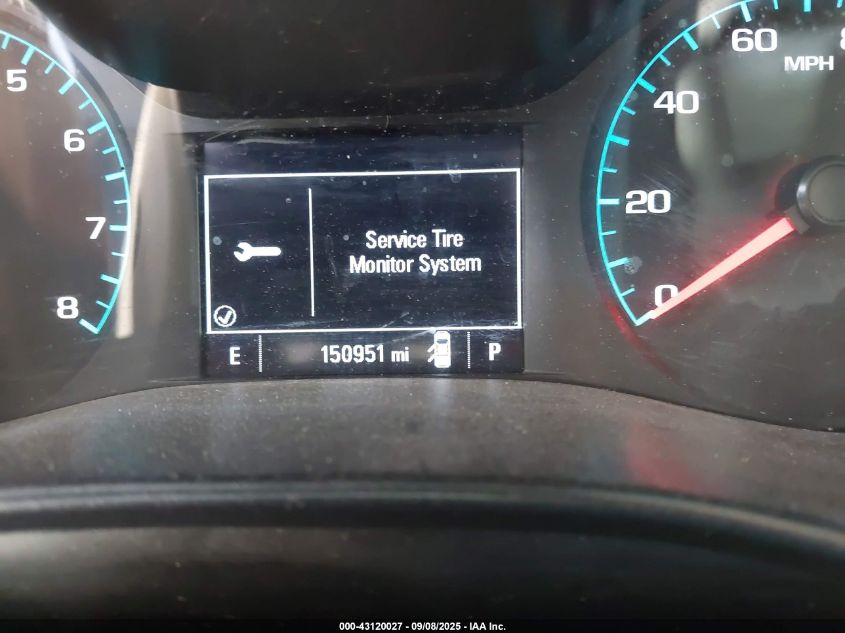 5
6
7
8
Service Tire
Monitor System
E
150951 mi
P
60
MPH
40
20
0
000-43120027 - 09/08/2025 - IAA Inc.